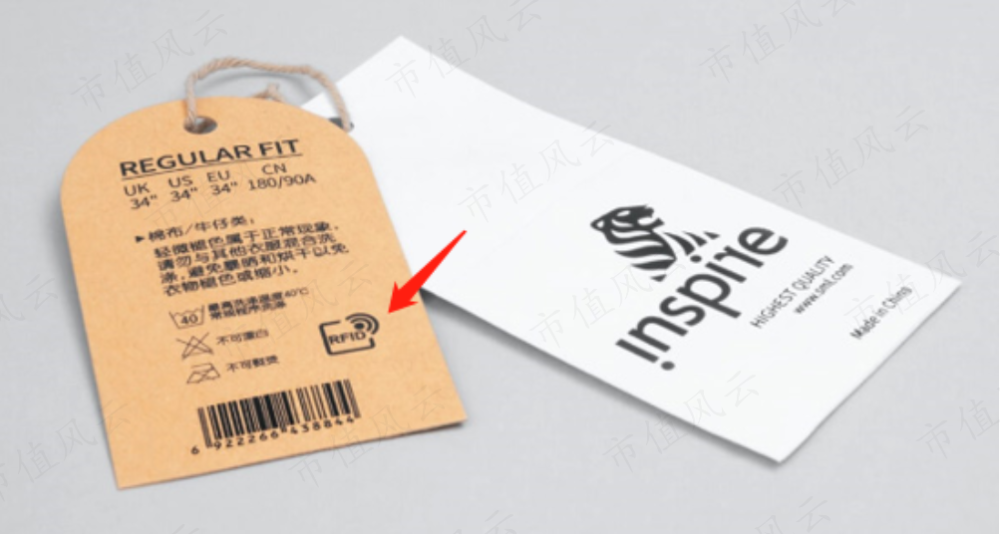 REGULAR FIT
UK US EU CN
34" 34" 34" 180/90A
▶棉布/牛仔类:
轻微褪色属于正常现象,
请勿与其他衣服混合洗
涤,避免暴晒和烘干以免
衣物褪色或缩小。
40 最高洗涤温度40℃
常规程序洗涤
不可漂白
不可熨烫
RFID
6 922266 438844
inspire
HIGHEST QUALITY
www.sml.com
Made in China
市值风云